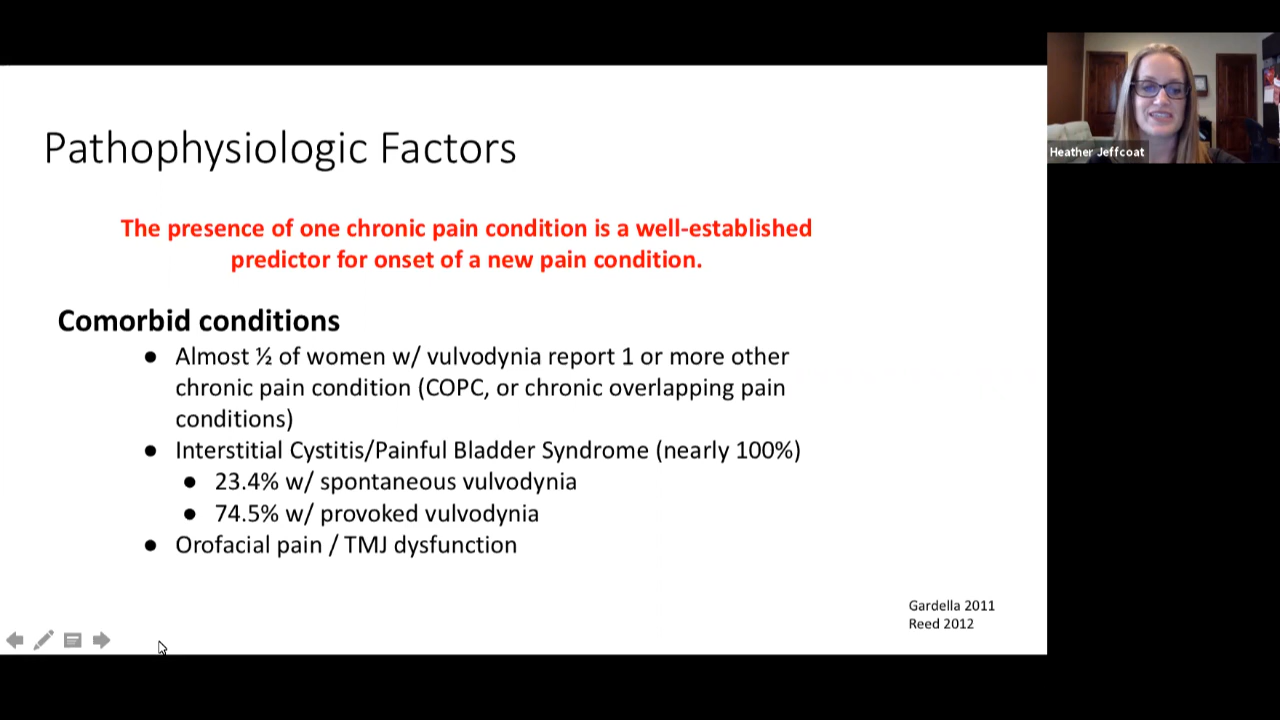 Pathophysiologic Factors
The presence of one chronic pain condition is a well-established
predictor for onset of a new pain condition.
Comorbid conditions
● Almost ½ of women w/ vulvodynia report 1 or more other
chronic pain condition (COPC, or chronic overlapping pain
conditions)
● Interstitial Cystitis/Painful Bladder Syndrome (nearly 100%)
● 23.4% w/ spontaneous vulvodynia
● 74.5% w/ provoked vulvodynia
● Orofacial pain / TMJ dysfunction
Gardella 2011
Reed 2012
Heather Jeffcoat